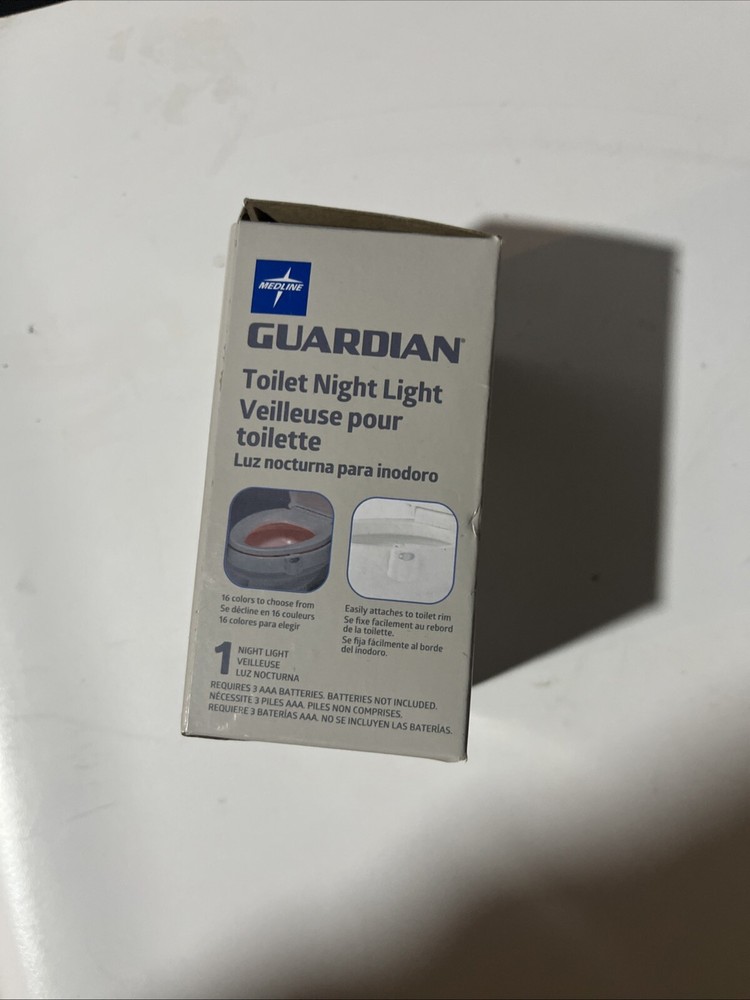 MEDLINE
GUARDIAN®
Toilet Night Light
Veilleuse pour
toilette
Luz nocturna para inodoro
16 colors to choose from
Se décline en 16 couleurs
16 colores para elegir
Easily attaches to toilet rim
Se fixe facilement au rebord
de la toilette.
Se fija fácilmente al borde
del inodoro.
1 NIGHT LIGHT
VEILLEUSE
LUZ NOCTURNA
REQUIRES 3 AAA BATTERIES. BATTERIES NOT INCLUDED.
NÉCESSITE 3 PILES AAA. PILES NON COMPRISES.
REQUIERE 3 BATERÍAS AAA. NO SE INCLUYEN LAS BATERÍAS.